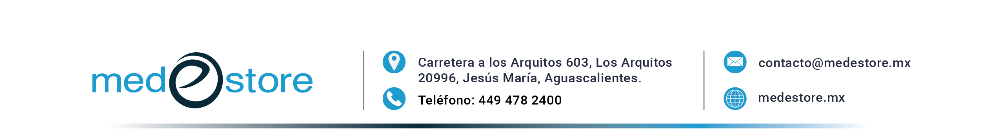 medestore
Carretera a los Arquitos 603, Los Arquitos
20996, Jesús María, Aguascalientes.
Teléfono: 449 478 2400
contacto@medestore.mx
medestore.mx